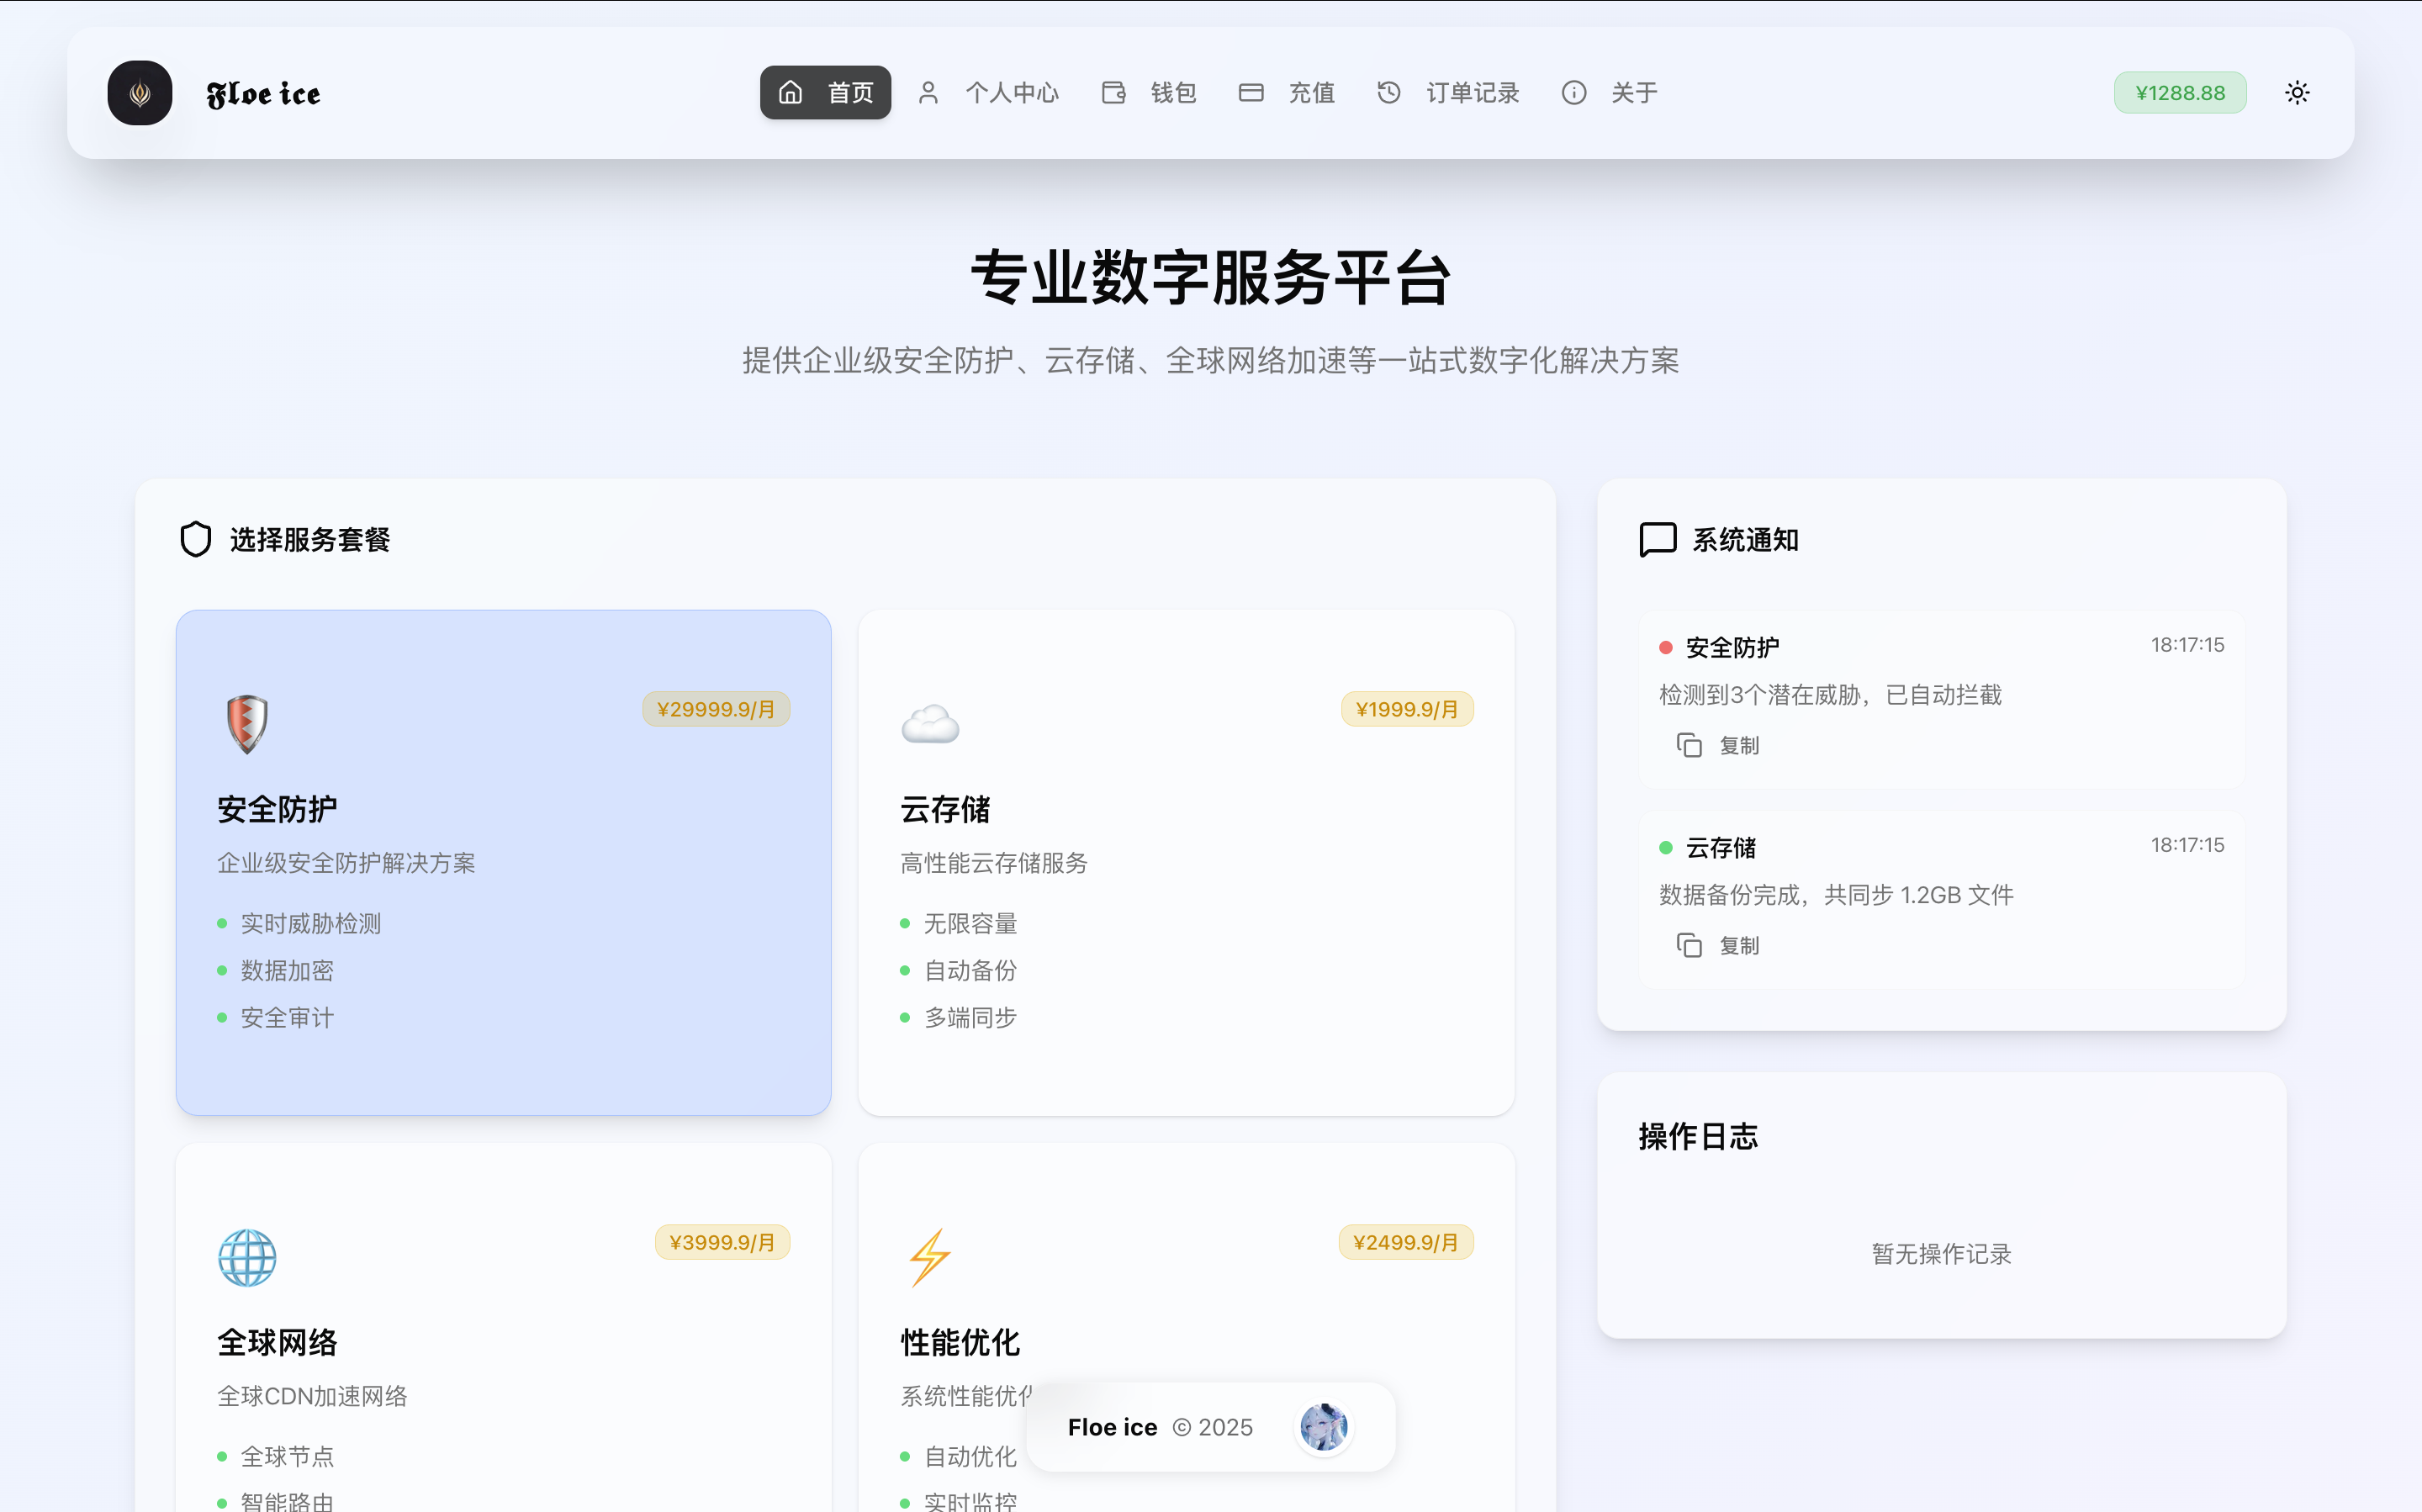 Floe ice
首页 个人中心 钱包 充值 订单记录 关于
¥1288.88
专业数字服务平台
提供企业级安全防护、云存储、全球网络加速等一站式数字化解决方案
选择服务套餐
¥29999.9/月
安全防护
企业级安全防护解决方案
实时威胁检测
数据加密
安全审计
¥1999.9/月
云存储
高性能云存储服务
无限容量
自动备份
多端同步
¥3999.9/月
全球网络
全球CDN加速网络
全球节点
智能路由
¥2499.9/月
性能优化
系统性能优化
自动优化
实时监控
系统通知
安全防护 18:17:15
检测到3个潜在威胁，已自动拦截
复制
云存储 18:17:15
数据备份完成，共同步 1.2GB 文件
复制
操作日志
暂无操作记录
Floe ice © 2025